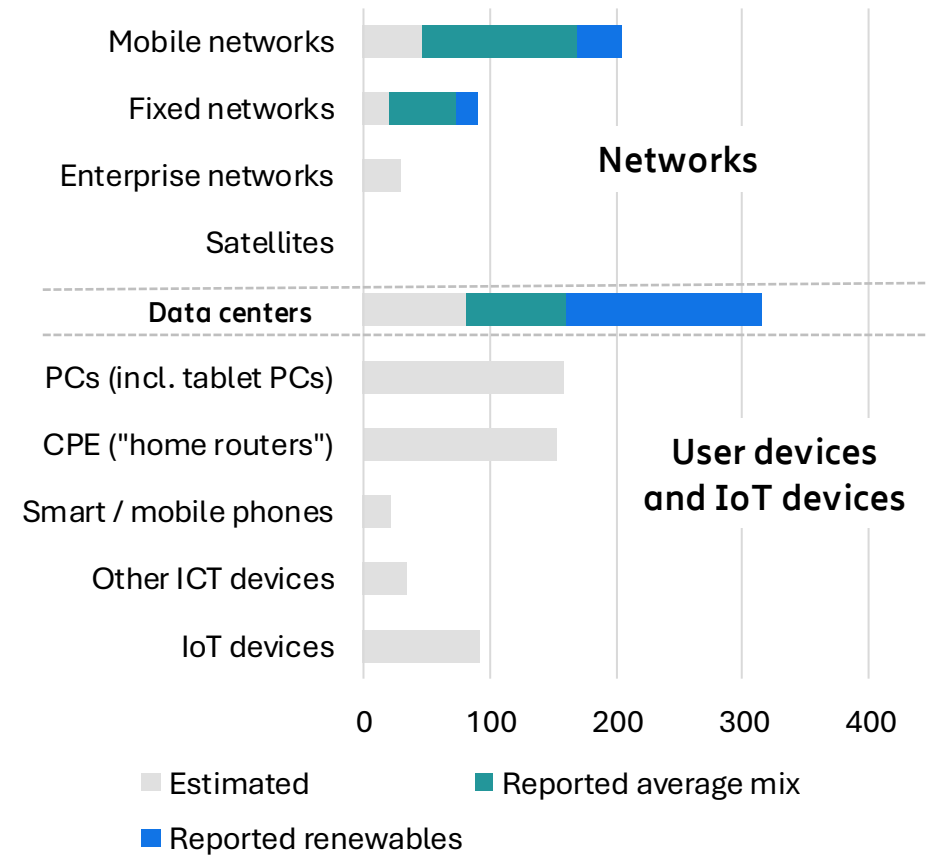 Mobile networks
Fixed networks
Enterprise networks
Networks
Satellites
Data centers
PCs (incl. tablet PCs)
CPE ("home routers")
User devices
and IoT devices
Smart / mobile phones
Other ICT devices
IoT devices
0 100 200 300 400
Estimated Reported average mix
Reported renewables